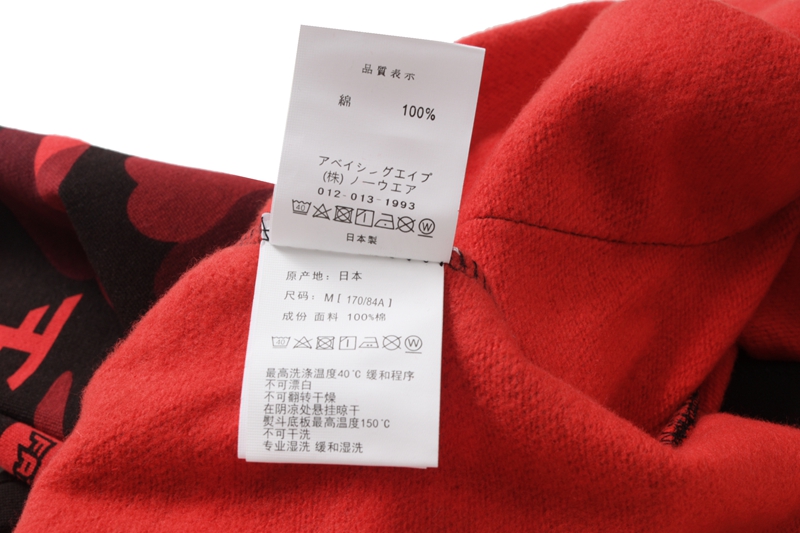 品質表示
綿 100%
アベイシングエイプ
(株) ノーウエア
012-013-1993
40 W
日本製
原产地: 日本
尺码: M[170/84A]
成份 面料 100%棉
40 W
最高洗涤温度40℃ 缓和程序
不可漂白
不可翻转干燥
在阴凉处悬挂晾干
熨斗底板最高温度150℃
不可干洗
专业湿洗 缓和湿洗